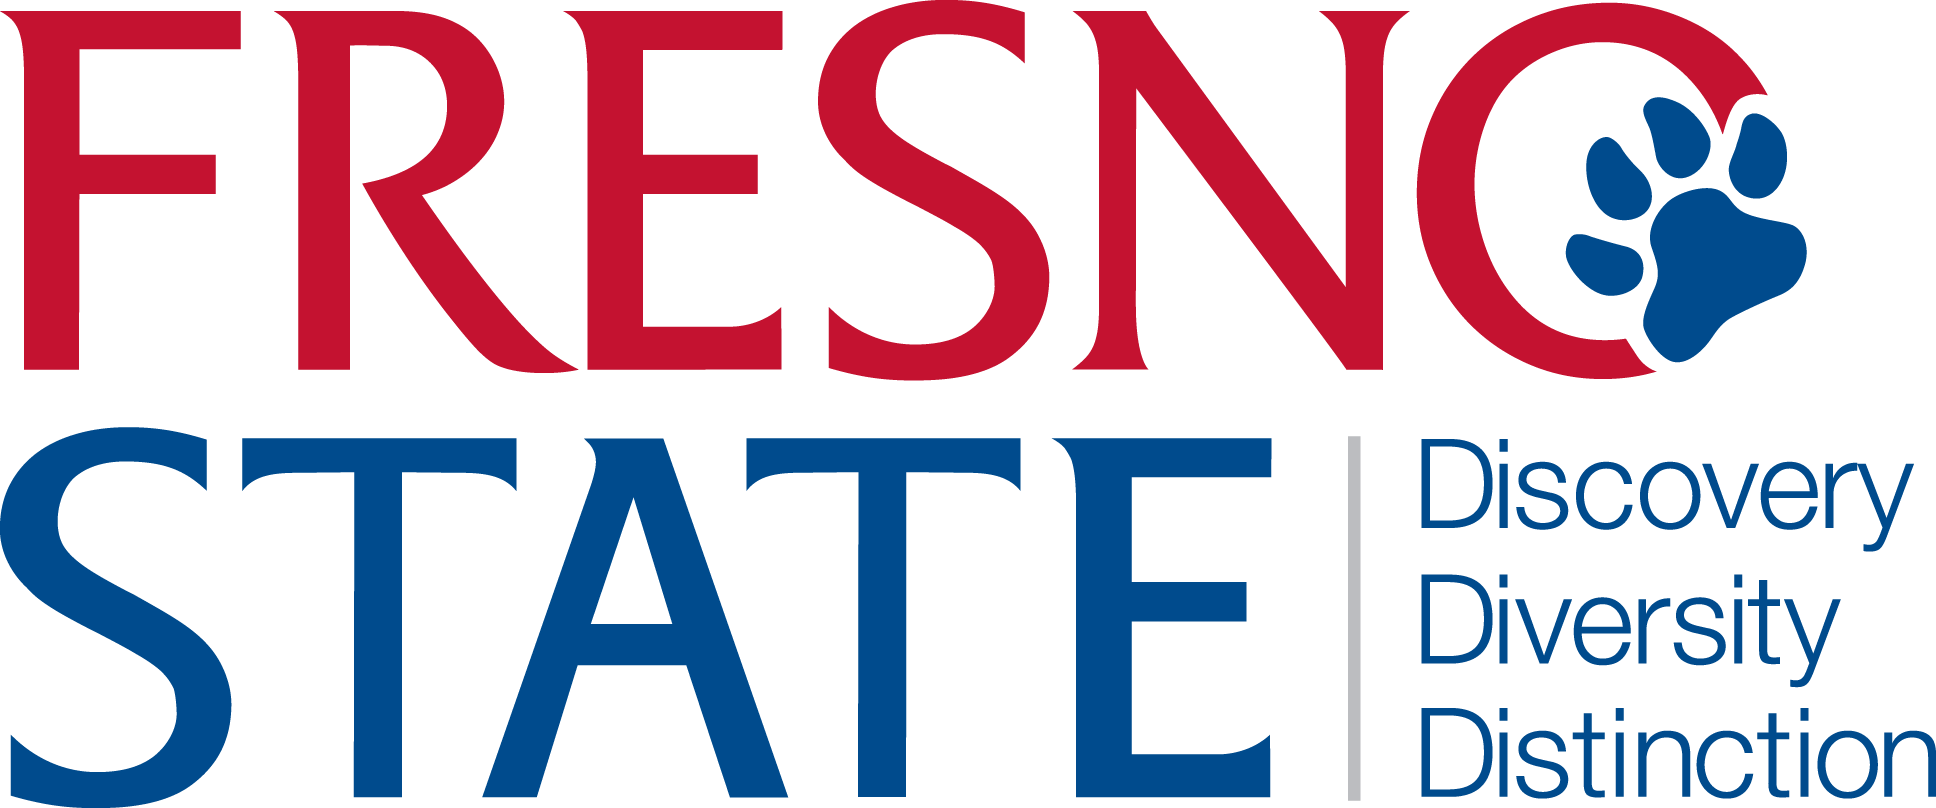 FRESNO
STATE
Discovery
Diversity
Distinction